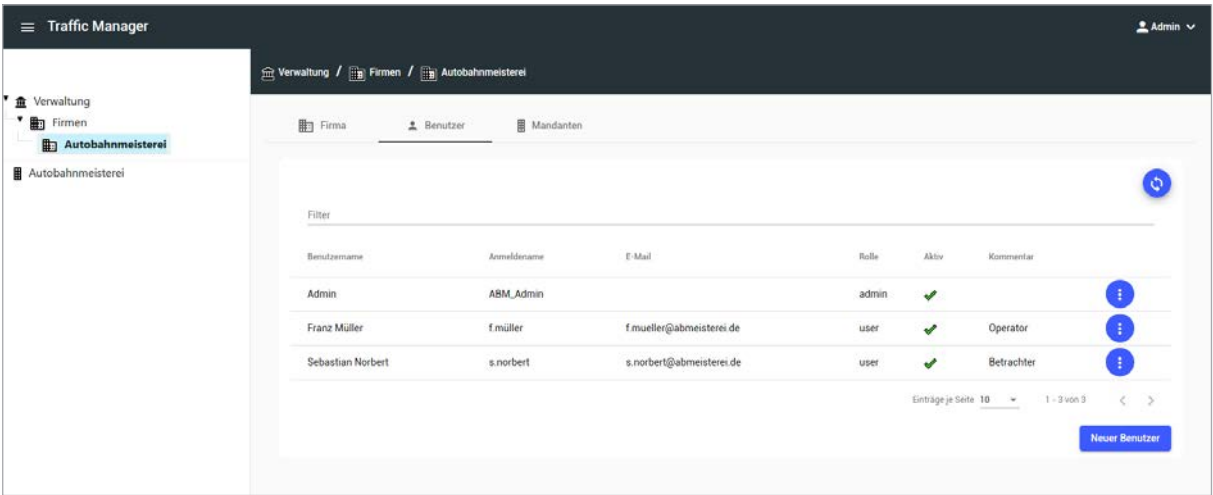 Traffic Manager
Admin
Verwaltung / Firmen / Autobahnmeisterei
Verwaltung
Firmen
Autobahnmeisterei
Autobahnmeisterei
Firma Benutzer Mandanten
Filter
Benutzername Anmeldename E-Mail Rolle Aktiv Kommentar
Admin ABM_Admin admin
Franz Müller f.müller f.mueller@abmeisterei.de user Operator
Sebastian Norbert s.norbert s.norbert@abmeisterei.de user Betrachter
Einträge je Seite 10 1 - 3 von 3
Neuer Benutzer